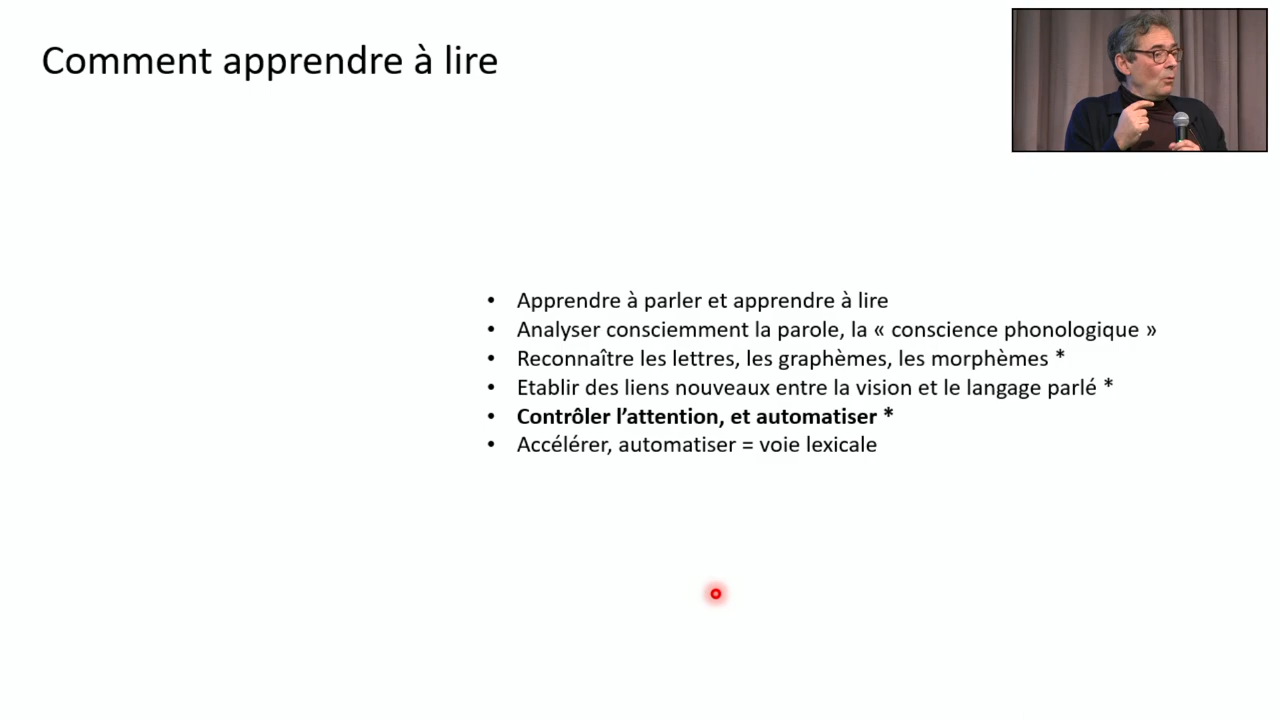 Comment apprendre à lire
• Apprendre à parler et apprendre à lire
• Analyser consciemment la parole, la « conscience phonologique »
• Reconnaître les lettres, les graphèmes, les morphèmes *
• Etablir des liens nouveaux entre la vision et le langage parlé *
• Contrôler l’attention, et automatiser *
• Accélérer, automatiser = voie lexicale